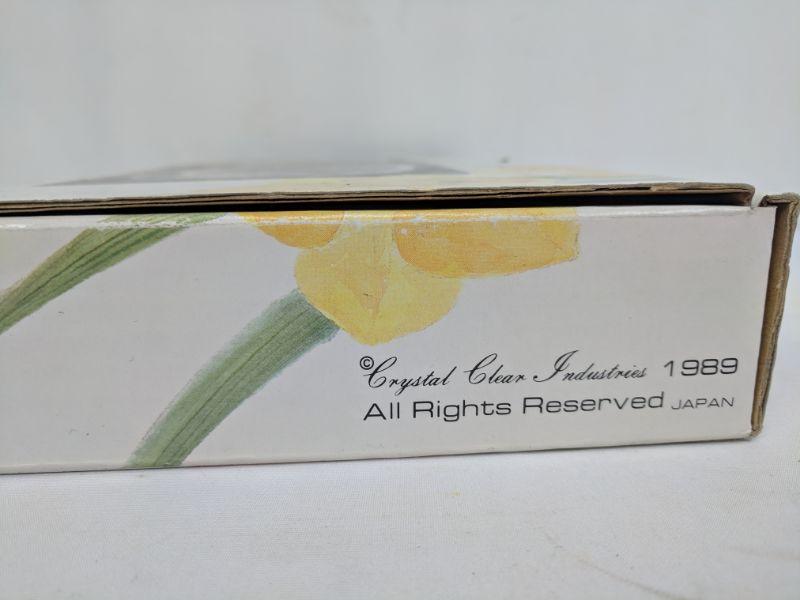 ©Crystal Clear Industries 1989
All Rights Reserved JAPAN